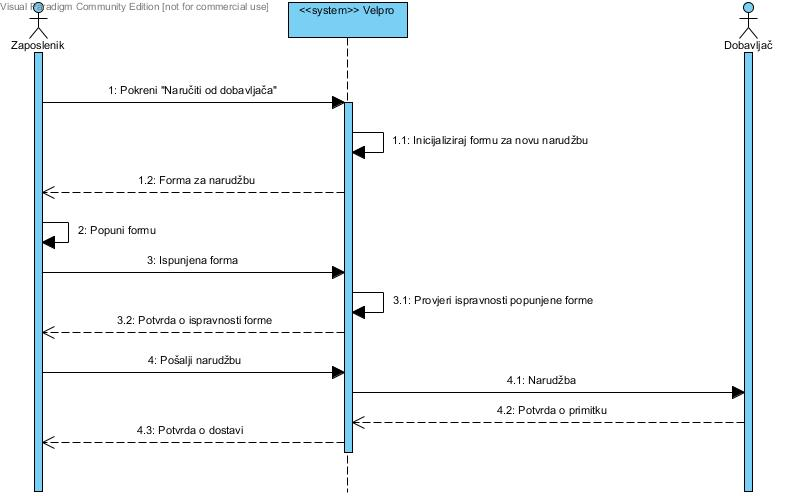 Visual Paradigm Community Edition [not for commercial use]
<<system>> Velpro
Zaposlenik
Dobavljač
1: Pokreni "Naručiti od dobavljača"
1.1: Inicijaliziraj formu za novu narudžbu
1.2: Forma za narudžbu
2: Popuni formu
3: Ispunjena forma
3.1: Provjeri ispravnosti popunjene forme
3.2: Potvrda o ispravnosti forme
4: Pošalji narudžbu
4.1: Narudžba
4.2: Potvrda o primitku
4.3: Potvrda o dostavi